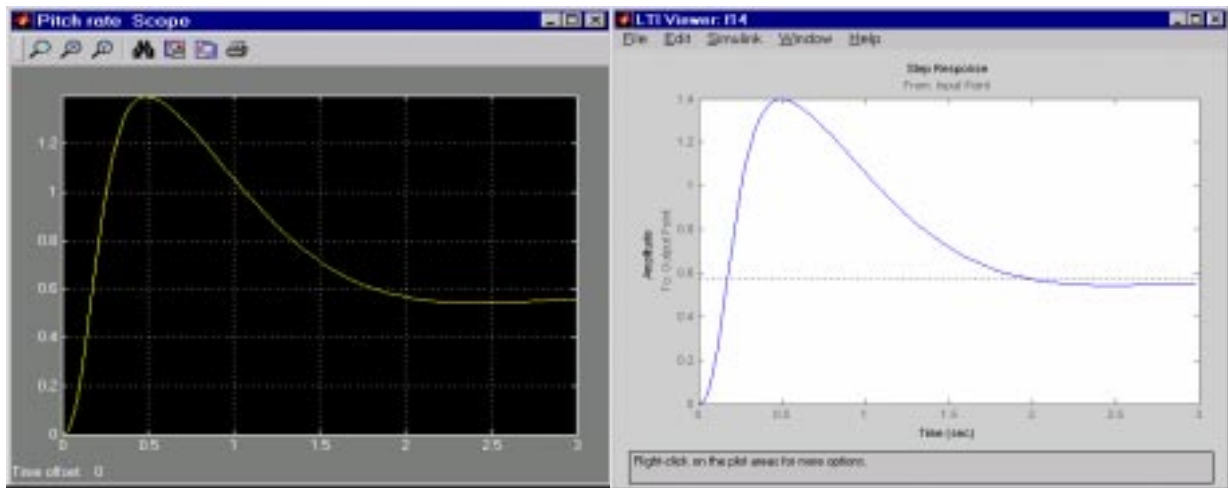 Pitch rate Scope
1.2
1
0.8
0.6
0.4
0.2
0
0 0.5 1 1.5 2 2.5 3
Time offset: 0
LTI Viewer: f14
File Edit Simulink Window Help
Step Response
From: Input Point
Amplitude
To: Output Point
1.4
1.2
1
0.8
0.6
0.4
0.2
0
0 0.5 1 1.5 2 2.5 3
Time (sec)
Right-click on the plot areas for more options.